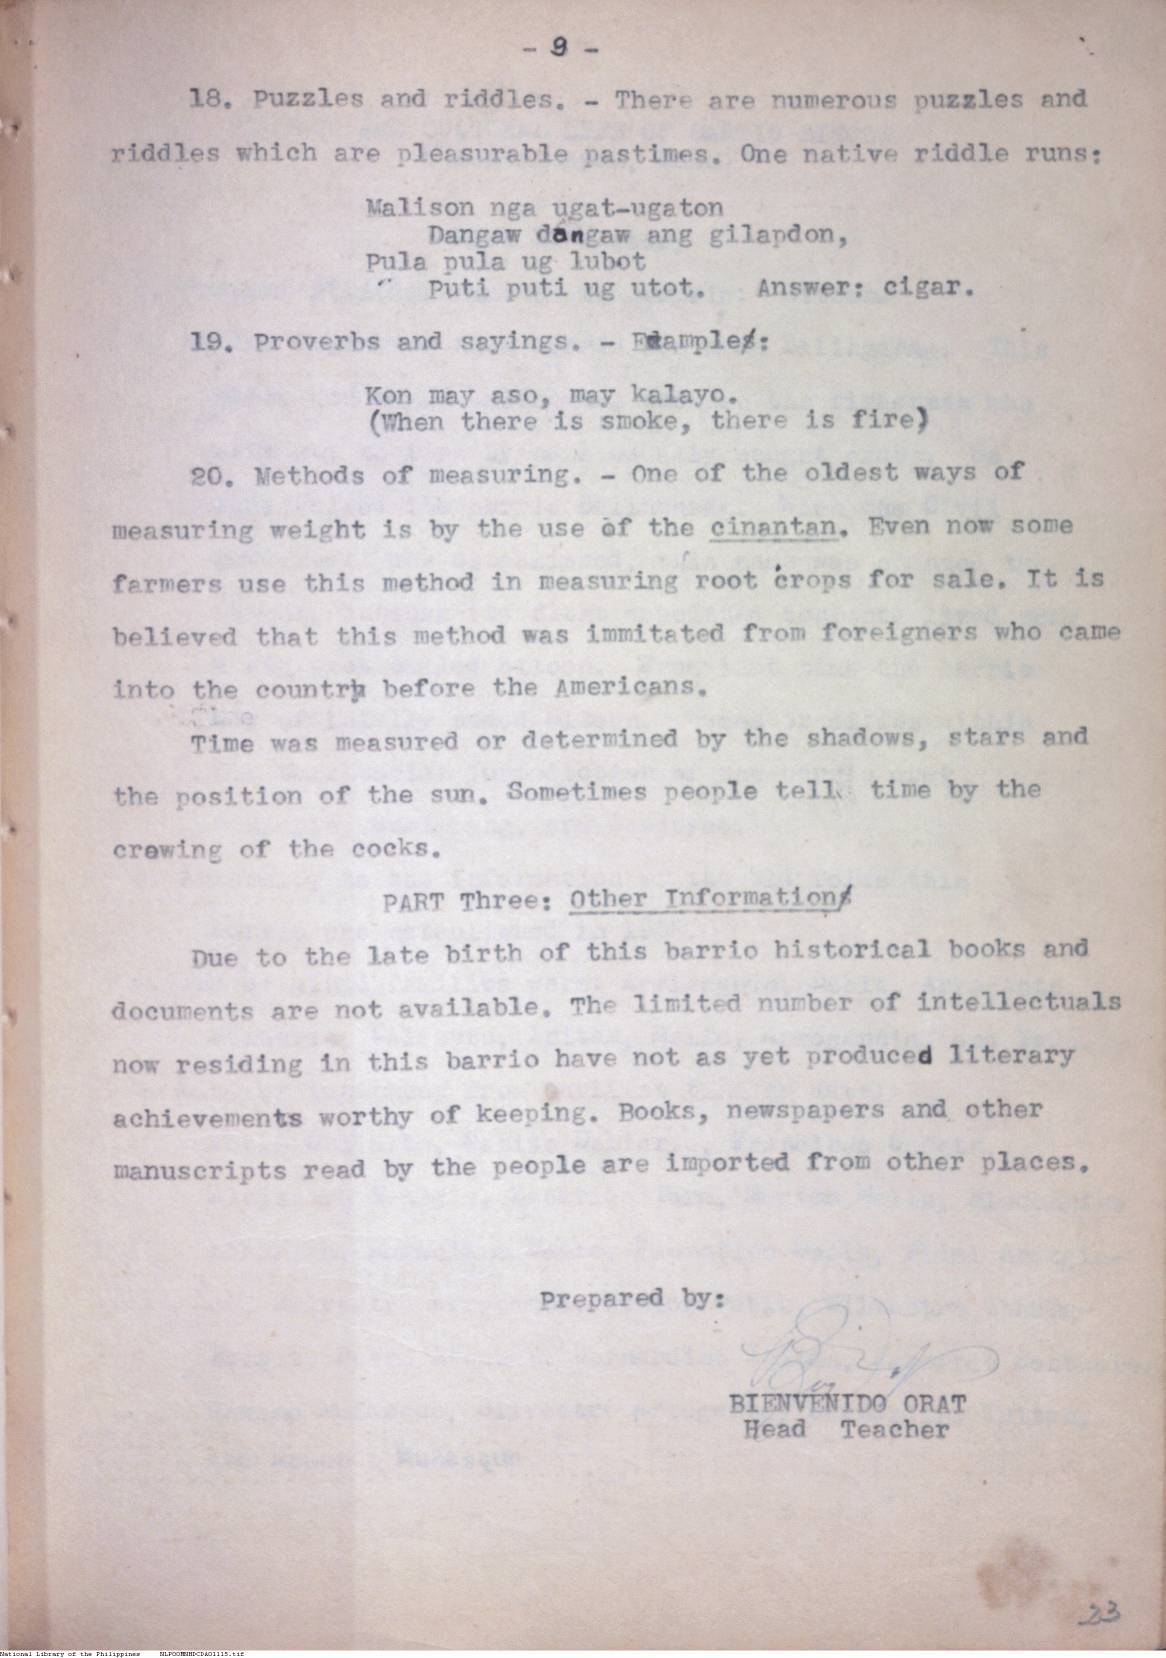 - 9 -
18. Puzzles and riddles. - There are numerous puzzles and
riddles which are pleasurable pastimes. One native riddle runs:
Malison nga ugat-ugaton
Dangaw dangaw ang gilapdon,
Pula pula ug lubot
Puti puti ug utot. Answer: cigar.
19. Proverbs and sayings. - Example:
Kon may aso, may kalayo.
(When there is smoke, there is fire)
20. Methods of measuring. - One of the oldest ways of
measuring weight is by the use of the cinantan. Even now some
farmers use this method in measuring root crops for sale. It is
believed that this method was immitated from foreigners who came
into the country before the Americans.
Time was measured or determined by the shadows, stars and
the position of the sun. Sometimes people tell time by the
crowing of the cocks.
PART Three: Other Information
Due to the late birth of this barrio historical books and
documents are not available. The limited number of intellectuals
now residing in this barrio have not as yet produced literary
achievements worthy of keeping. Books, newspapers and other
manuscripts read by the people are imported from other places.
Prepared by:
BIENVENIDO ORAT
Head Teacher
23
National Library of the Philippines NLPOOMNHDCDA01115.tif